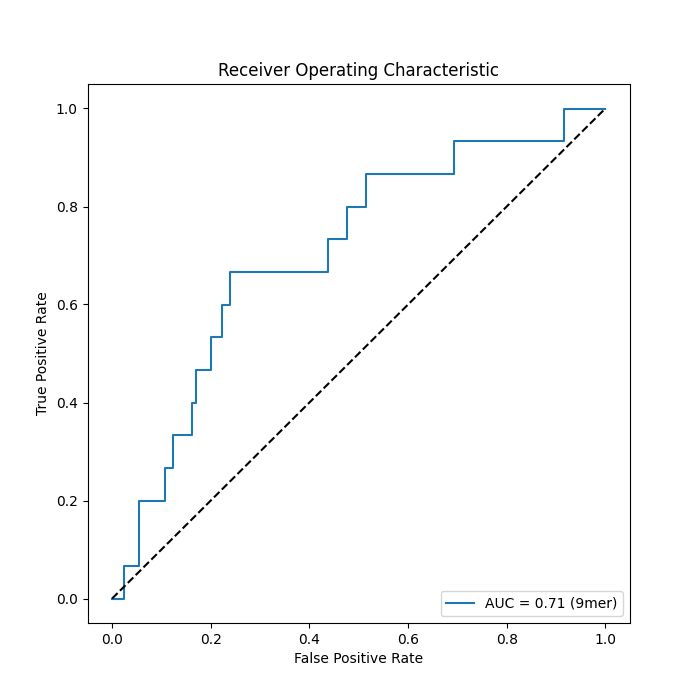 Receiver Operating Characteristic
1.0
0.8
0.6
0.4
0.2
0.0
True Positive Rate
AUC = 0.71 (9mer)
0.0 0.2 0.4 0.6 0.8 1.0
False Positive Rate